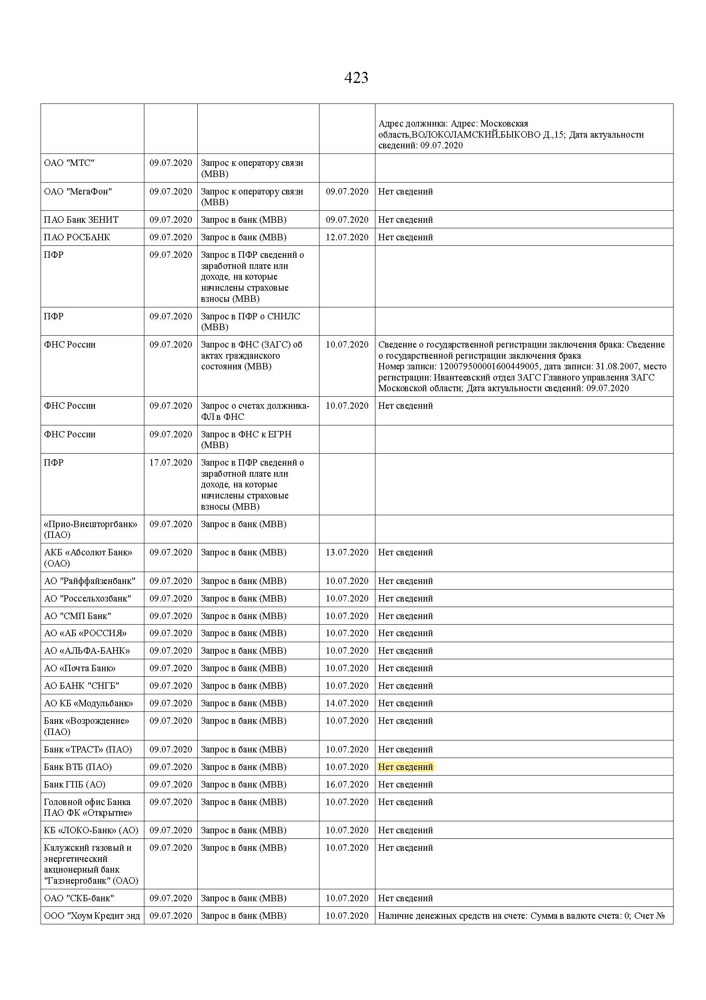 423
Адрес должника: Адрес: Московская
область,ВОЛОКОЛАМСКИЙ,БЫКОВО Д.,15; Дата актуальности
сведений: 09.07.2020
ОАО "МТС" 09.07.2020 Запрос к оператору связи
(МВВ)
ОАО "МегаФон" 09.07.2020 Запрос к оператору связи 09.07.2020 Нет сведений
(МВВ)
ПАО Банк ЗЕНИТ 09.07.2020 Запрос в банк (МВВ) 09.07.2020 Нет сведений
ПАО РОСБАНК 09.07.2020 Запрос в банк (МВВ) 12.07.2020 Нет сведений
ПФР 09.07.2020 Запрос в ПФР сведений о
заработной плате или
доходе, на которые
начислены страховые
взносы (МВВ)
ПФР 09.07.2020 Запрос в ПФР о СНИЛС
(МВВ)
ФНС России 09.07.2020 Запрос в ФНС (ЗАГС) об 10.07.2020 Сведение о государственной регистрации заключения брака: Сведение
актах гражданского о государственной регистрации заключения брака
состояния (МВВ) Номер записи: 120079500001600449005, дата записи: 31.08.2007, место
регистрации: Ивантеевский отдел ЗАГС Главного управления ЗАГС
Московской области; Дата актуальности сведений: 09.07.2020
ФНС России 09.07.2020 Запрос о счетах должника- 10.07.2020 Нет сведений
ФЛ в ФНС
ФНС России 09.07.2020 Запрос в ФНС к ЕГРН
(МВВ)
ПФР 17.07.2020 Запрос в ПФР сведений о
заработной плате или
доходе, на которые
начислены страховые
взносы (МВВ)
«Прио-Внешторгбанк» 09.07.2020 Запрос в банк (МВВ)
(ПАО)
АКБ «Абсолют Банк» 09.07.2020 Запрос в банк (МВВ) 13.07.2020 Нет сведений
(ОАО)
АО "Райффайзенбанк" 09.07.2020 Запрос в банк (МВВ) 10.07.2020 Нет сведений
АО "Россельхозбанк" 09.07.2020 Запрос в банк (МВВ) 10.07.2020 Нет сведений
АО "СМП Банк" 09.07.2020 Запрос в банк (МВВ) 10.07.2020 Нет сведений
АО «АБ «РОССИЯ» 09.07.2020 Запрос в банк (МВВ) 10.07.2020 Нет сведений
АО «АЛЬФА-БАНК» 09.07.2020 Запрос в банк (МВВ) 10.07.2020 Нет сведений
АО «Почта Банк» 09.07.2020 Запрос в банк (МВВ) 10.07.2020 Нет сведений
АО БАНК "СНГБ" 09.07.2020 Запрос в банк (МВВ) 10.07.2020 Нет сведений
АО КБ «Модульбанк» 09.07.2020 Запрос в банк (МВВ) 14.07.2020 Нет сведений
Банк «Возрождение» 09.07.2020 Запрос в банк (МВВ) 10.07.2020 Нет сведений
(ПАО)
Банк «ТРАСТ» (ПАО) 09.07.2020 Запрос в банк (МВВ) 10.07.2020 Нет сведений
Банк ВТБ (ПАО) 09.07.2020 Запрос в банк (МВВ) 10.07.2020 Нет сведений
Банк ГПБ (АО) 09.07.2020 Запрос в банк (МВВ) 16.07.2020 Нет сведений
Головной офис Банка 09.07.2020 Запрос в банк (МВВ) 10.07.2020 Нет сведений
ПАО ФК «Открытие»
КБ «ЛОКО-Банк» (АО) 09.07.2020 Запрос в банк (МВВ) 10.07.2020 Нет сведений
Калужский газовый и 09.07.2020 Запрос в банк (МВВ) 10.07.2020 Нет сведений
энергетический
акционерный банк
"Газэнергобанк" (ОАО)
ОАО "СКБ-банк" 09.07.2020 Запрос в банк (МВВ) 10.07.2020 Нет сведений
ООО "Хоум Кредит энд 09.07.2020 Запрос в банк (МВВ) 10.07.2020 Наличие денежных средств на счете: Сумма в валюте счета: 0; Счет №